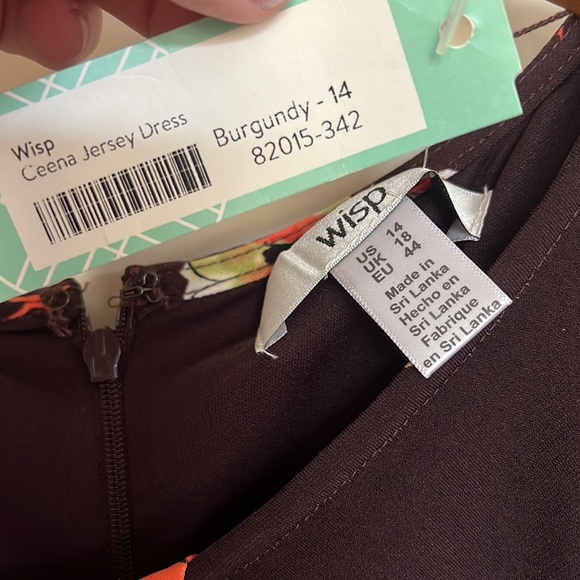 Wisp
Ceena Jersey Dress
Burgundy - 14
82015-342
wisp
US 14
UK 18
EU 44
Made in
Sri Lanka
Hecho en
Sri Lanka
Fabrique
en Sri Lanka